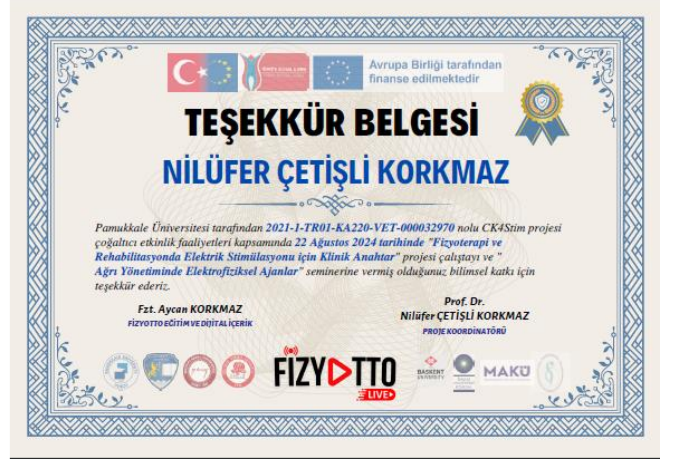 Avrupa Birliği tarafından
finanse edilmektedir
TEŞEKKÜR BELGESİ
NİLÜFER ÇETİŞLİ KORKMAZ
Pamukkale Üniversitesi tarafından 2021-1-TR01-KA220-VET-000032970 nolu CK4Stim projesi
çoğaltıcı etkinlik faaliyetleri kapsamında 22 Ağustos 2024 tarihinde "Fizyoterapi ve
Rehabilitasyonda Elektrik Stimülasyonu için Klinik Anahtar" projesi çalıştayı ve "
Ağrı Yönetiminde Elektrofiziksel Ajanlar" seminerine vermiş olduğunuz bilimsel katkı için
teşekkür ederiz.
Fzt. Aycan KORKMAZ
FİZYOTTO EĞİTİM VE DİJİTAL İÇERİK
Prof. Dr.
Nilüfer ÇETİŞLİ KORKMAZ
PROJE KOORDİNATÖRÜ
FİZYOTTO
LIVE
BAŞKENT
MAKÜ